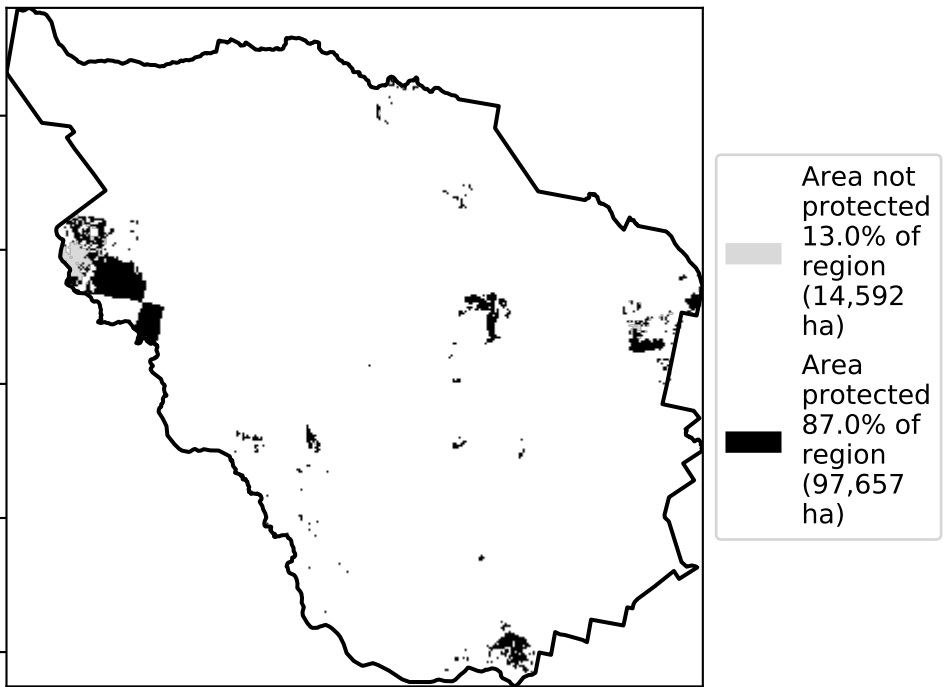 Area not
protected
13.0% of
region
(14,592
ha)
Area
protected
87.0% of
region
(97,657
ha)